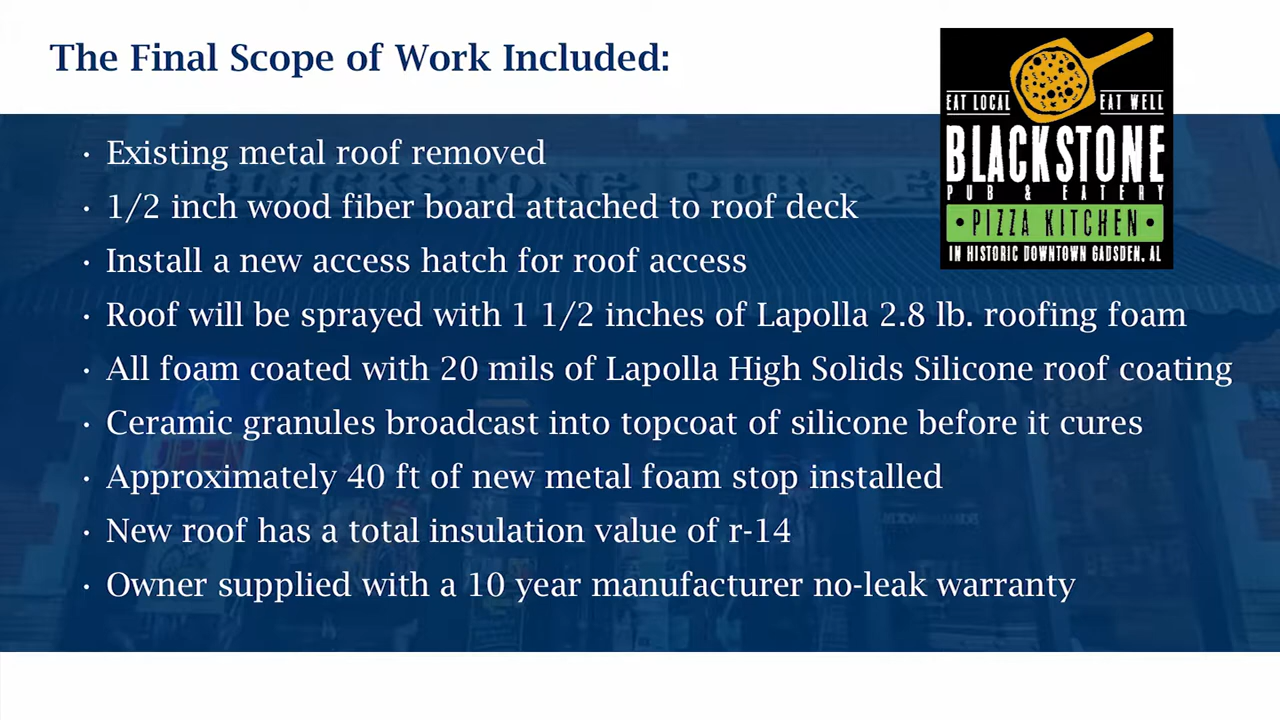 The Final Scope of Work Included:
EAT LOCAL EAT WELL
BLACKSTONE
PUB & EATERY
• PIZZA KITCHEN •
IN HISTORIC DOWNTOWN GADSDEN, AL
• Existing metal roof removed
• 1/2 inch wood fiber board attached to roof deck
• Install a new access hatch for roof access
• Roof will be sprayed with 1 1/2 inches of Lapolla 2.8 lb. roofing foam
• All foam coated with 20 mils of Lapolla High Solids Silicone roof coating
• Ceramic granules broadcast into topcoat of silicone before it cures
• Approximately 40 ft of new metal foam stop installed
• New roof has a total insulation value of r-14
• Owner supplied with a 10 year manufacturer no-leak warranty
BLACKSTONE PUB & E
OPEN